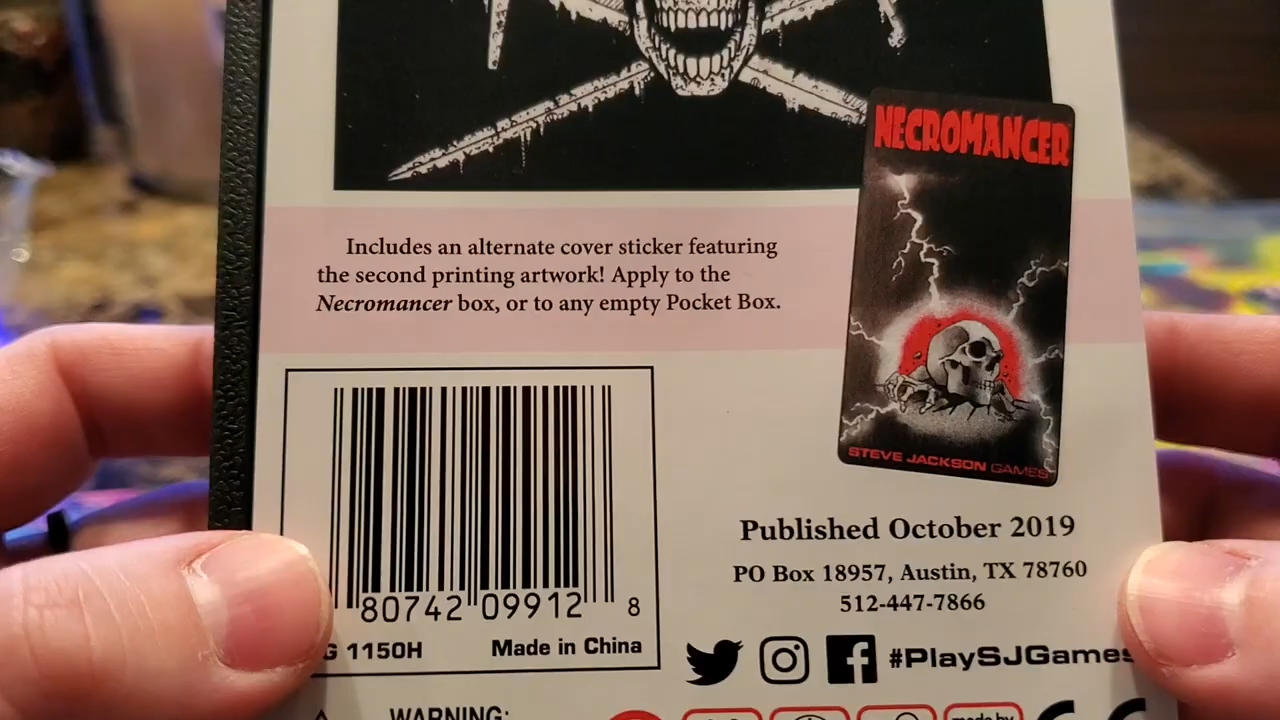 NECROMANCER
Includes an alternate cover sticker featuring
the second printing artwork! Apply to the
Necromancer box, or to any empty Pocket Box.
STEVE JACKSON GAMES
Published October 2019
PO Box 18957, Austin, TX 78760
512-447-7866
80742 09912 8
G 1150H Made in China
#PlaySJGames
WARNING:
made by